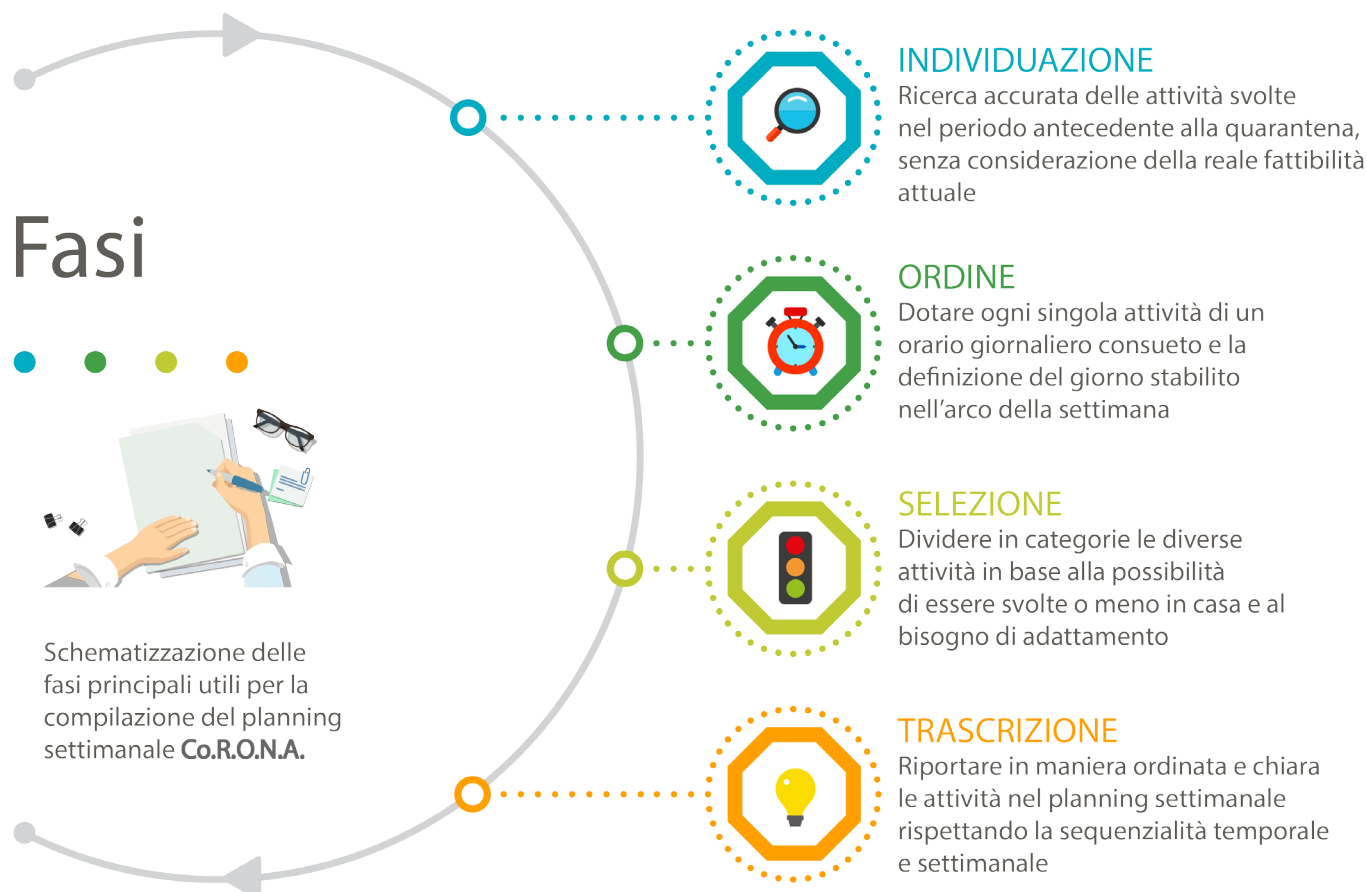 Fasi
Schematizzazione delle
fasi principali utili per la
compilazione del planning
settimanale Co.R.O.N.A.
INDIVIDUAZIONE
Ricerca accurata delle attività svolte
nel periodo antecedente alla quarantena,
senza considerazione della reale fattibilità
attuale
ORDINE
Dotare ogni singola attività di un
orario giornaliero consueto e la
definizione del giorno stabilito
nell’arco della settimana
SELEZIONE
Dividere in categorie le diverse
attività in base alla possibilità
di essere svolte o meno in casa e al
bisogno di adattamento
TRASCRIZIONE
Riportare in maniera ordinata e chiara
le attività nel planning settimanale
rispettando la sequenzialità temporale
e settimanale